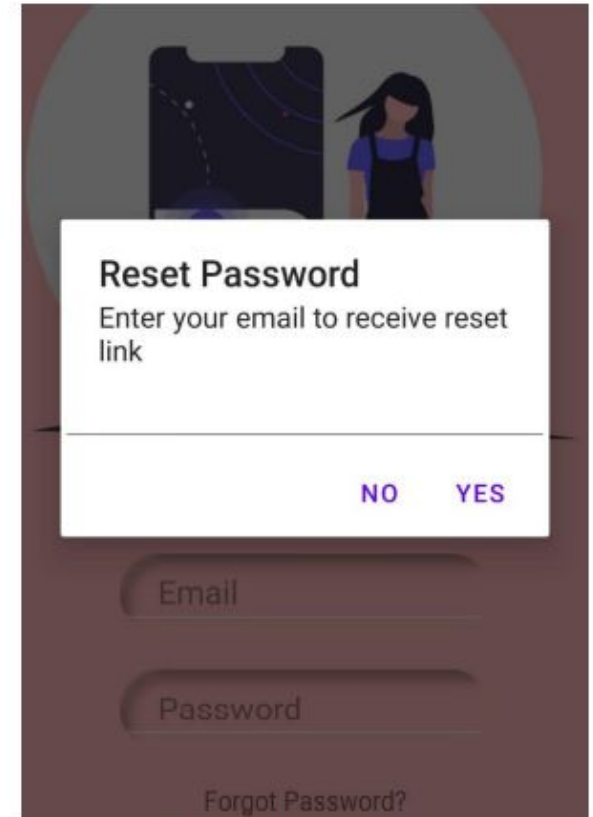 Reset Password
Enter your email to receive reset
link
NO YES
Email
Password
Forgot Password?